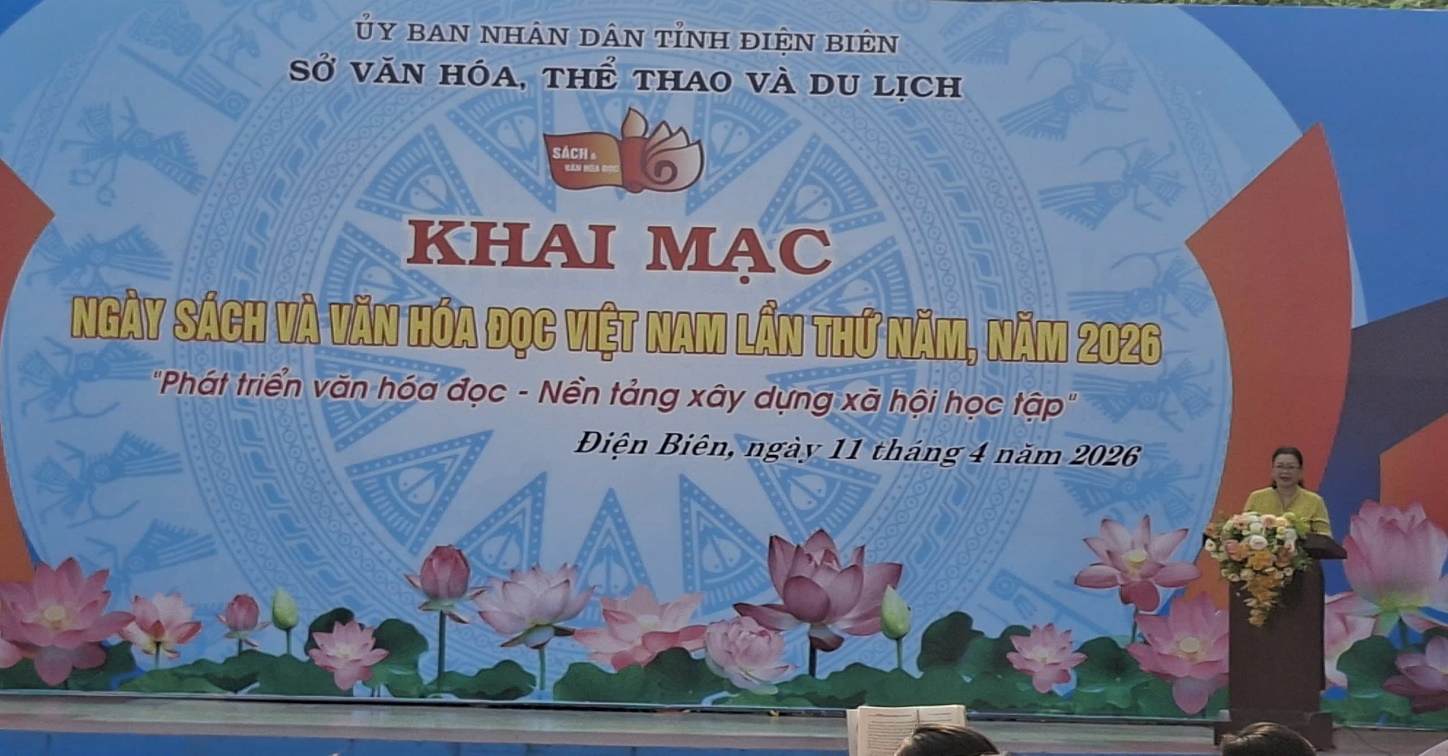 ỦY BAN NHÂN DÂN TỈNH ĐIỆN BIÊN
SỞ VĂN HÓA, THỂ THAO VÀ DU LỊCH
SÁCH &
VĂN HÓA ĐỌC
KHAI MẠC
NGÀY SÁCH VÀ VĂN HÓA ĐỌC VIỆT NAM LẦN THỨ NĂM, NĂM 2026
"Phát triển văn hóa đọc - Nền tảng xây dựng xã hội học tập"
Điện Biên, ngày 11 tháng 4 năm 2026